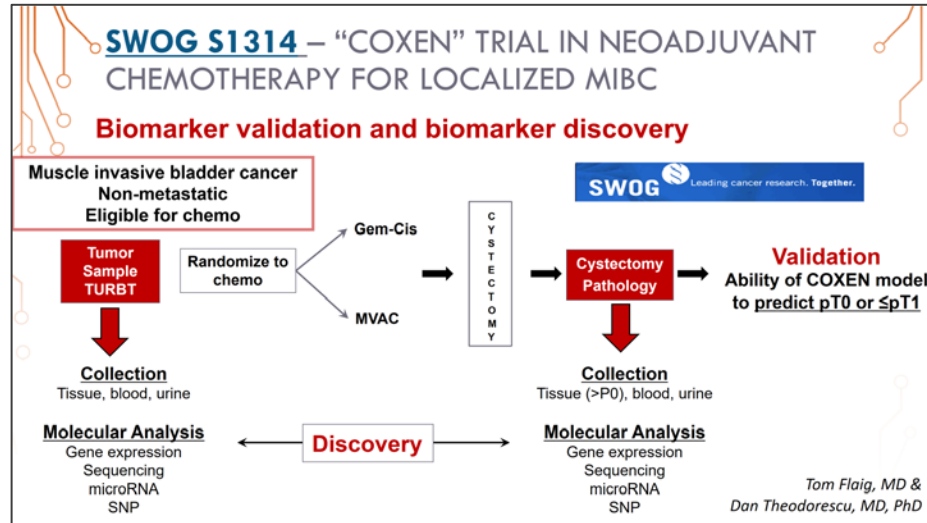 SWOG S1314 – “COXEN” TRIAL IN NEOADJUVANT
CHEMOTHERAPY FOR LOCALIZED MIBC
Biomarker validation and biomarker discovery
Muscle invasive bladder cancer
Non-metastatic
Eligible for chemo
SWOG Leading cancer research. Together.
Tumor
Sample
TURBT
Randomize to
chemo
Gem-Cis
MVAC
CYSTECTOMY
Cystectomy
Pathology
Validation
Ability of COXEN model
to predict pT0 or ≤pT1
Collection
Tissue, blood, urine
Molecular Analysis
Gene expression
Sequencing
microRNA
SNP
Discovery
Collection
Tissue (>P0), blood, urine
Molecular Analysis
Gene expression
Sequencing
microRNA
SNP
Tom Flaig, MD &
Dan Theodorescu, MD, PhD